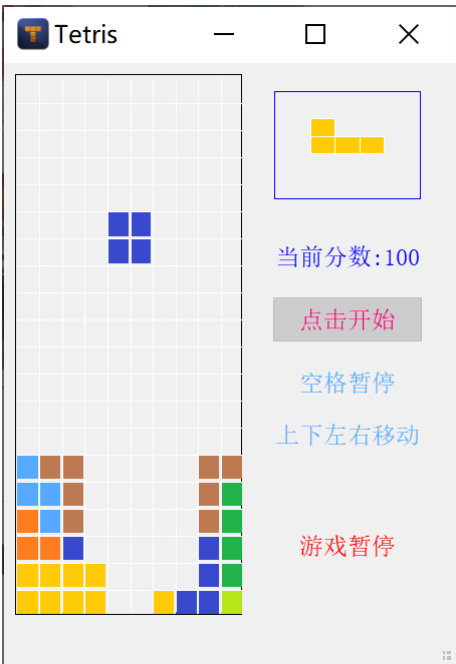 Tetris
当前分数:100
点击开始
空格暂停
上下左右移动
游戏暂停